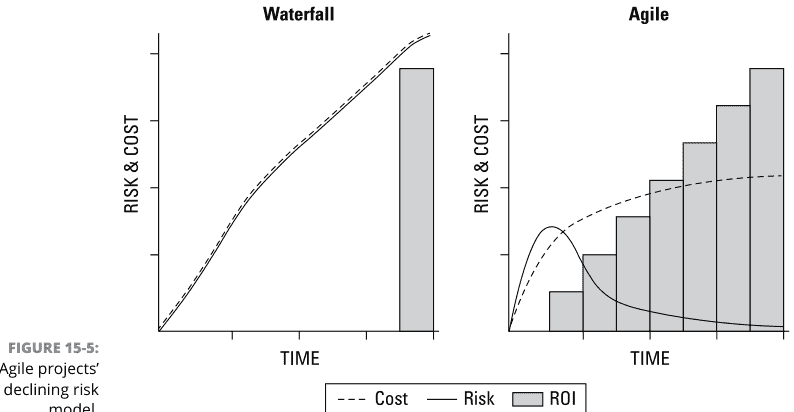 Waterfall
Agile
RISK & COST
RISK & COST
TIME
TIME
FIGURE 15-5:
Agile projects’
declining risk
model.
Cost
Risk
ROI